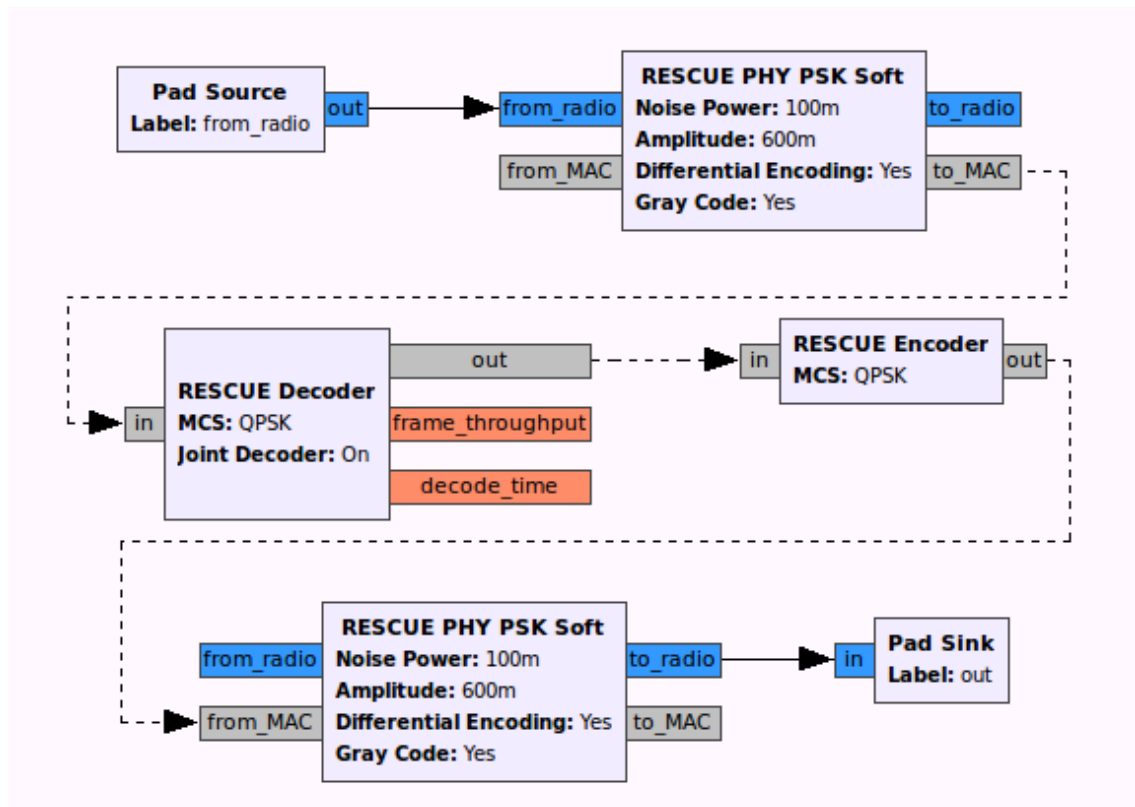 Pad Source
Label: from_radio
out
from_radio
from_MAC
RESCUE PHY PSK Soft
Noise Power: 100m
Amplitude: 600m
Differential Encoding: Yes
Gray Code: Yes
to_radio
to_MAC
in
RESCUE Decoder
MCS: QPSK
Joint Decoder: On
out
frame_throughput
decode_time
in
RESCUE Encoder
MCS: QPSK
out
from_radio
from_MAC
RESCUE PHY PSK Soft
Noise Power: 100m
Amplitude: 600m
Differential Encoding: Yes
Gray Code: Yes
to_radio
to_MAC
in
Pad Sink
Label: out